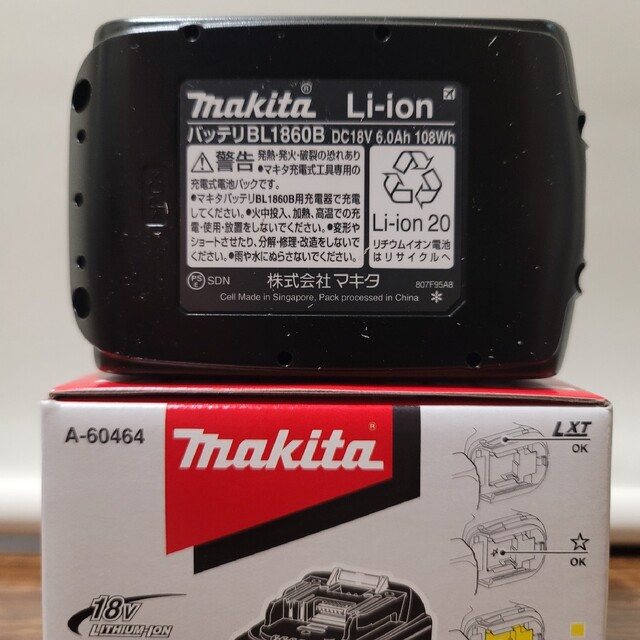 makita® Li-ion
バッテリBL1860B DC18V 6.0Ah 108Wh
警告 発熱・発火・破裂の恐れあり
●マキタ充電式工具専用の
充電式電池パックです。
●マキタバッテリBL1860B用充電器で充電
してください。●火中投入、加熱、高温での充
電・使用・放置をしないでください。●変形や
ショートさせたり、分解・修理・改造をしないで
ください。●雨や水にぬらさないでください。
Li-ion 20
リチウムイオン電池
はリサイクルへ
PS E SDN 株式会社マキタ
Cell Made in Singapore, Pack processed in China 807F95A8 *
A-60464
makita®
LXT
OK
☆
OK
18V
LITHIUM-ION